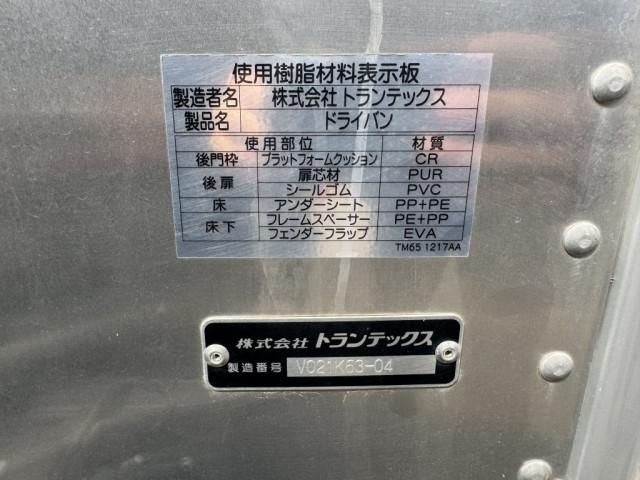 使用樹脂材料表示板
製造者名 株式会社 トランテックス
製品名 ドライバン
使用部位 材質
後門枠 プラットフォームクッション CR
後扉 扉芯材 PUR
シールゴム PVC
床 アンダーシート PP+PE
床下 フレームスペーサー PE+PP
フェンダーフラップ EVA
TM65 1217AA
株式会社 トランテックス
製造番号 V021K63-04